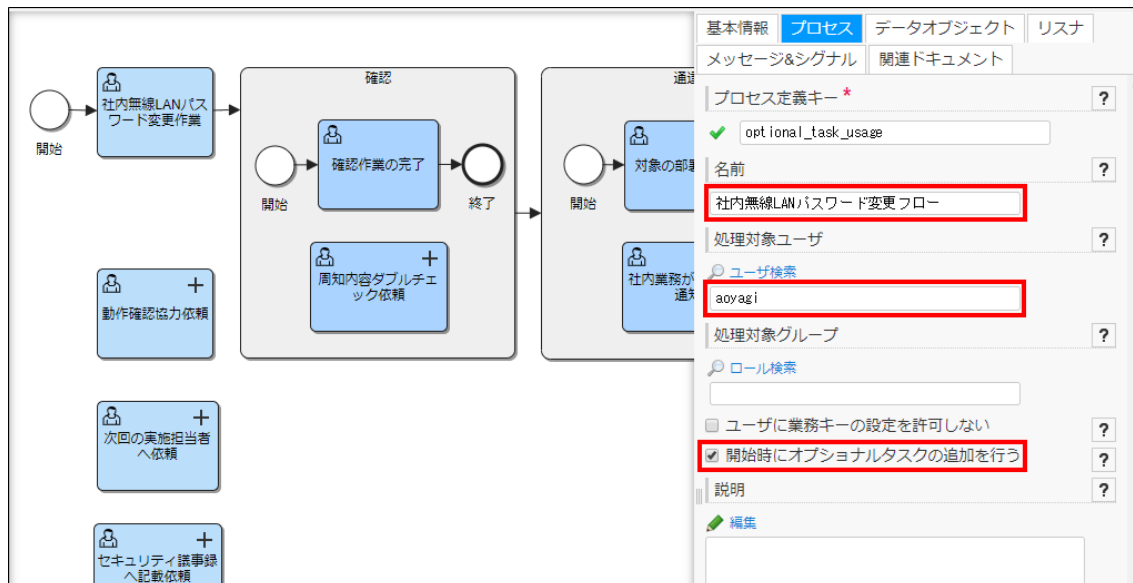 開始
社内無線LANパス
ワード変更作業
確認
開始
確認作業の完了
終了
周知内容ダブルチェ
ック依頼
開始
対象の部
社内業務が
動作確認協力依頼
次回の実施担当者
へ依頼
セキュリティ議事録
へ記載依頼
基本情報 プロセス データオブジェクト リスナ
メッセージ&シグナル 関連ドキュメント
プロセス定義キー * ?
optional_task_usage
名前 ?
社内無線LANパスワード変更フロー
処理対象ユーザ ?
ユーザ検索
aoyagi
処理対象グループ ?
ロール検索
ユーザに業務キーの設定を許可しない ?
開始時にオプショナルタスクの追加を行う ?
説明 ?
編集